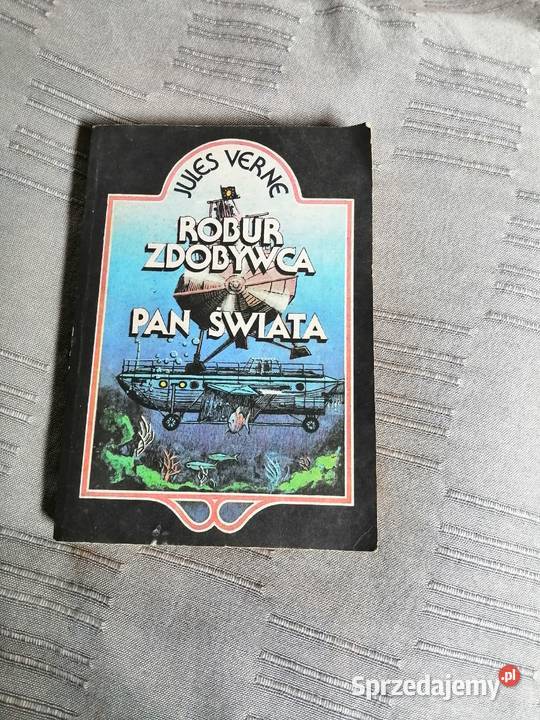 JULES VERNE
ROBUR
ZDOBYWCA
PAN ŚWIATA
Sprzedajemy.pl